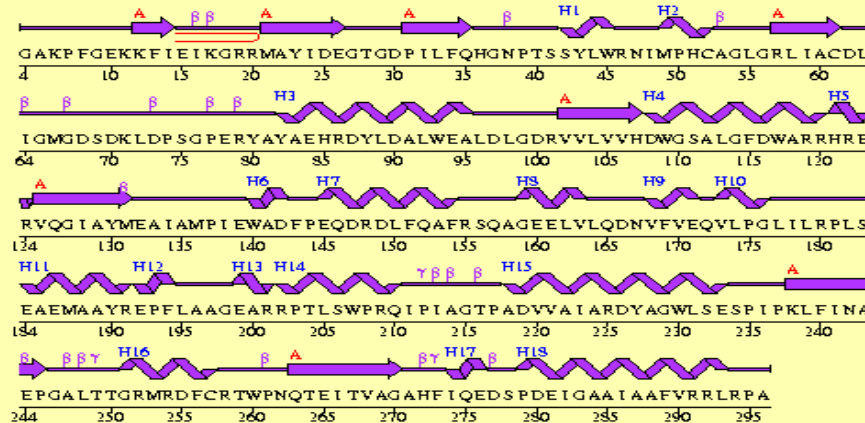 A β β A A β H1 H2 β A
GAKPFGEKKFIEIKGRRMAYIDEGTGDPILFQHGNPTSSYLWRNIMPHCAGLGRLIACDL
4 10 15 20 25 30 35 40 45 50 55 60
β β β β β H3 A H4 H5
IGMGDSDKLDPSGPERYAYAEHRDYLDALWEALDLGDRVVLVVHDWGSALGFDWARRHRE
64 70 75 80 85 90 95 100 105 110 115 120
A β H6 H7 H8 H9 H10
RVQGIAYMEAIAMPIEWADFPEQDRDLFQAFRSQAGEELVLQDNVFVEQVLPGLILRPLS
124 130 135 140 145 150 155 160 165 170 175 180
H11 H12 H13 H14 γ β β β H15 A
EAEMAAYREPFLAAGEARRPTLSWPRQIPIAGTPADVVAIARDYAGWLSESPIPKLFINA
184 190 195 200 205 210 215 220 225 230 235 240
β β β γ H16 β A β γ H17 β H18
EPGALTTGRMRDFCRTWPNQTEITVAGAHFIQEDSPDEIGAAIAAFVRRLRPA
244 250 255 260 265 270 275 280 285 290 295